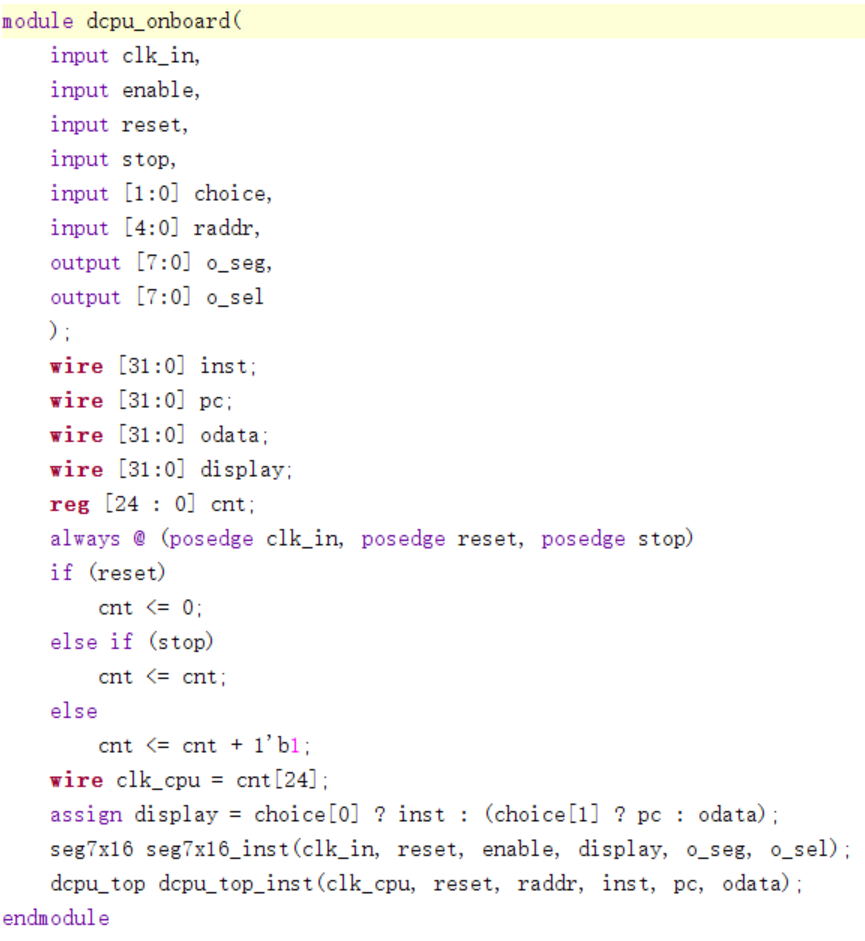 module dcpu_onboard(
    input clk_in,
    input enable,
    input reset,
    input stop,
    input [1:0] choice,
    input [4:0] raddr,
    output [7:0] o_seg,
    output [7:0] o_sel
    );
    wire [31:0] inst;
    wire [31:0] pc;
    wire [31:0] odata;
    wire [31:0] display;
    reg [24 : 0] cnt;
    always @ (posedge clk_in, posedge reset, posedge stop)
    if (reset)
        cnt <= 0;
    else if (stop)
        cnt <= cnt;
    else
        cnt <= cnt + 1'b1;
    wire clk_cpu = cnt[24];
    assign display = choice[0] ? inst : (choice[1] ? pc : odata);
    seg7x16 seg7x16_inst(clk_in, reset, enable, display, o_seg, o_sel);
    dcpu_top dcpu_top_inst(clk_cpu, reset, raddr, inst, pc, odata);
endmodule